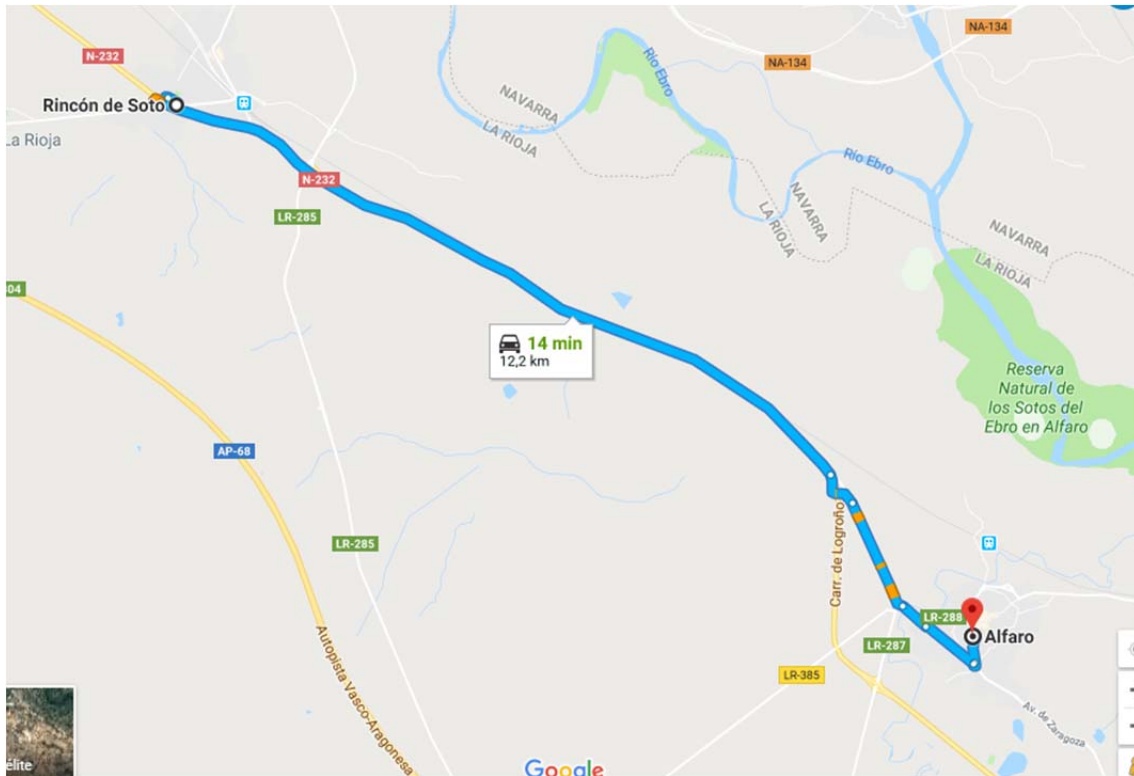 NA-134
N-232
NA-134
Río Ebro
Rincón de Soto
NAVARRA
LA RIOJA
La Rioja
Río Ebro
N-232
NAVARRA
LA RIOJA
LR-285
NAVARRA
LA RIOJA
304
14 min
12,2 km
Reserva
Natural de
los Sotos del
Ebro en Alfaro
AP-68
LR-285
Carr. de Logroño
LR-288
Alfaro
LR-287
LR-385
Autopista Vasco-Aragonesa
Av. de Zaragoza
élite
Google